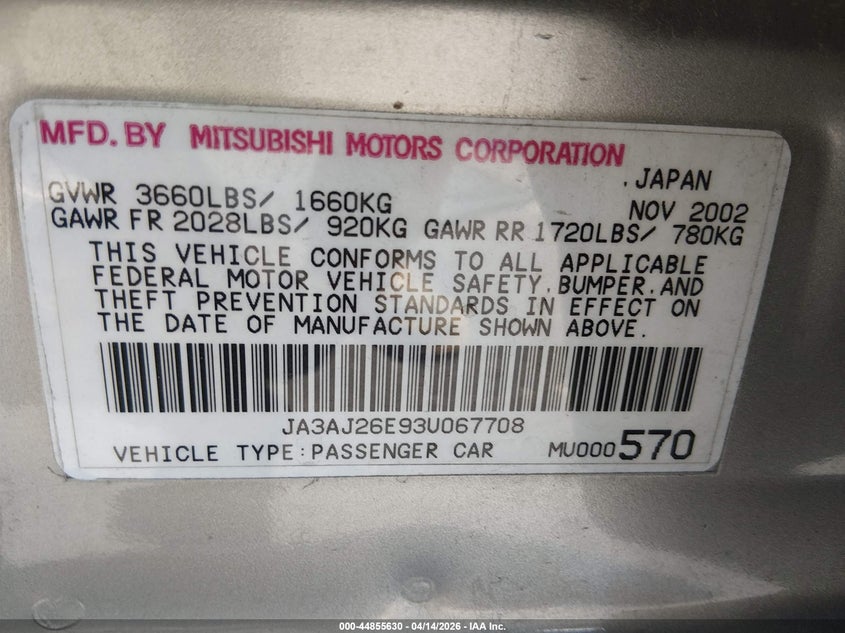 MFD. BY MITSUBISHI MOTORS CORPORATION
.JAPAN
GVWR 3660LBS/ 1660KG NOV 2002
GAWR FR 2028LBS/ 920KG GAWR RR 1720LBS/ 780KG
THIS VEHICLE CONFORMS TO ALL APPLICABLE
FEDERAL MOTOR VEHICLE SAFETY,BUMPER,AND
THEFT PREVENTION STANDARDS IN EFFECT ON
THE DATE OF MANUFACTURE SHOWN ABOVE.
JA3AJ26E93U067708
VEHICLE TYPE:PASSENGER CAR MU000570
000-44855630 - 04/14/2026 - IAA Inc.